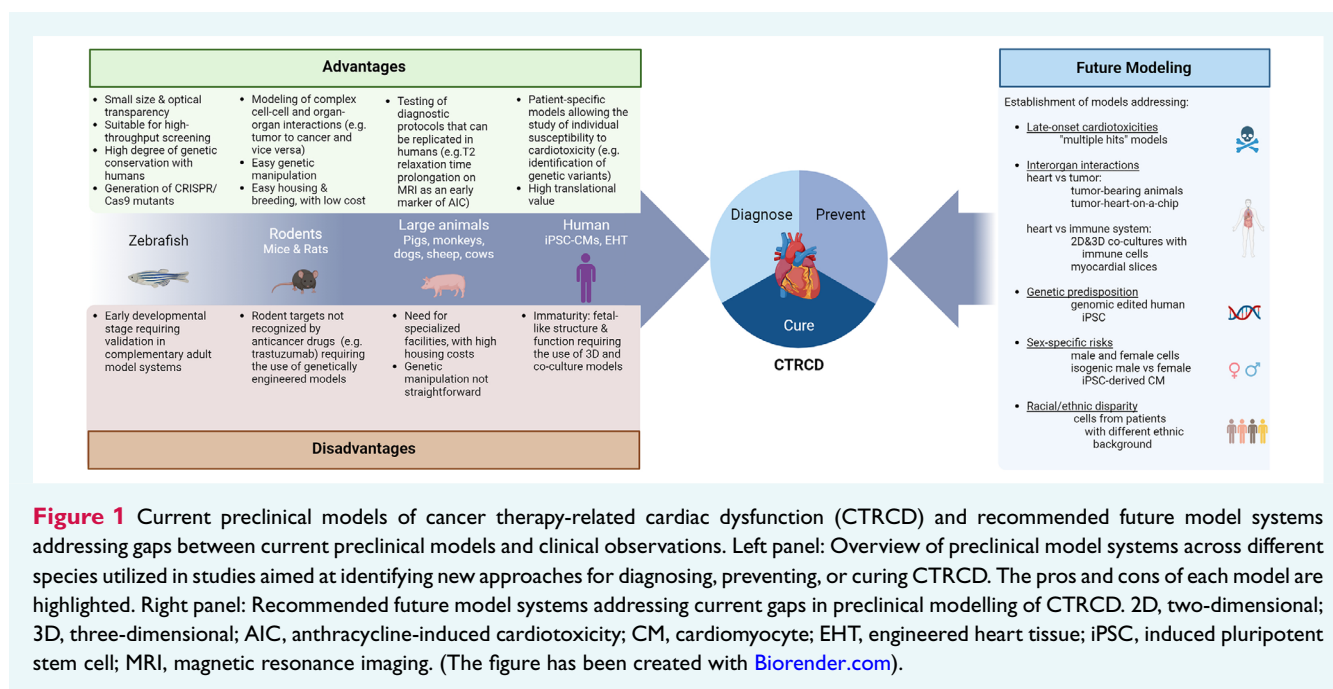 Advantages
• Small size & optical
transparency
• Suitable for high-
throughput screening
• High degree of genetic
conservation with
humans
• Generation of CRISPR/
Cas9 mutants
• Modeling of complex
cell-cell and organ-
organ interactions (e.g.
tumor to cancer and
vice versa)
• Easy genetic
manipulation
• Easy housing &
breeding, with low cost
• Testing of
diagnostic
protocols that can
be replicated in
humans (e.g.T2
relaxation time
prolongation on
MRI as an early
marker of AIC)
• Patient-specific
models allowing the
study of individual
susceptibility to
cardiotoxicity (e.g.
identification of
genetic variants)
• High translational
value
Zebrafish
Rodents
Mice & Rats
Large animals
Pigs, monkeys,
dogs, sheep, cows
Human
iPSC-CMs, EHT
• Early developmental
stage requiring
validation in
complementary adult
model systems
• Rodent targets not
recognized by
anticancer drugs (e.g.
trastuzumab) requiring
the use of genetically
engineered models
• Need for
specialized
facilities, with high
housing costs
• Genetic
manipulation not
straightforward
• Immaturity: fetal-
like structure &
function requiring
the use of 3D and
co-culture models
Disadvantages
Diagnose
Prevent
Cure
CTRCD
Future Modeling
Establishment of models addressing:
• Late-onset cardiotoxicities
"multiple hits" models
• Interorgan interactions
heart vs tumor:
tumor-bearing animals
tumor-heart-on-a-chip
heart vs immune system:
2D&3D co-cultures with
immune cells
myocardial slices
• Genetic predisposition
genomic edited human
iPSC
• Sex-specific risks
male and female cells
isogenic male vs female
iPSC-derived CM
• Racial/ethnic disparity
cells from patients
with different ethnic
background
Figure 1 Current preclinical models of cancer therapy-related cardiac dysfunction (CTRCD) and recommended future model systems
addressing gaps between current preclinical models and clinical observations. Left panel: Overview of preclinical model systems across different
species utilized in studies aimed at identifying new approaches for diagnosing, preventing, or curing CTRCD. The pros and cons of each model are
highlighted. Right panel: Recommended future model systems addressing current gaps in preclinical modelling of CTRCD. 2D, two-dimensional;
3D, three-dimensional; AIC, anthracycline-induced cardiotoxicity; CM, cardiomyocyte; EHT, engineered heart tissue; iPSC, induced pluripotent
stem cell; MRI, magnetic resonance imaging. (The figure has been created with Biorender.com).